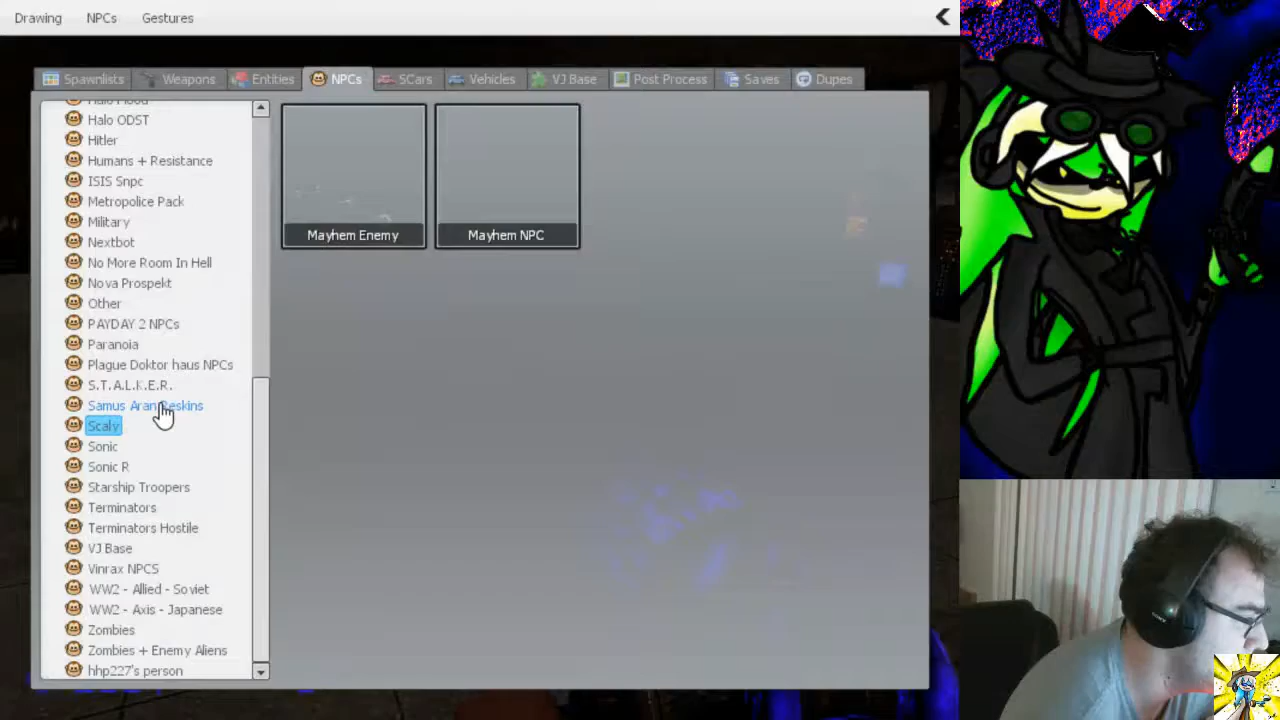 Drawing NPCs Gestures
Spawnlists Weapons Entities NPCs SCars Vehicles VJ Base Post Process Saves Dupes
Halo Flood
Halo ODST
Hitler
Humans + Resistance
ISIS Snpc
Metropolice Pack
Military
Nextbot
No More Room In Hell
Nova Prospekt
Other
PAYDAY 2 NPCs
Paranoia
Plague Doktor haus NPCs
S.T.A.L.K.E.R.
Samus Aran Reskins
Scaly
Sonic
Sonic R
Starship Troopers
Terminators
Terminators Hostile
VJ Base
Vinrax NPCS
WW2 - Allied - Soviet
WW2 - Axis - Japanese
Zombies
Zombies + Enemy Aliens
hhp227's person
Mayhem Enemy
Mayhem NPC
SONY